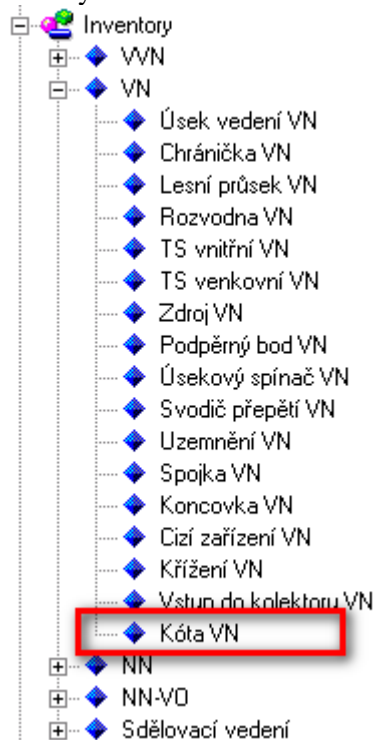 Inventory
VVN
VN
Úsek vedení VN
Chránička VN
Lesní průsek VN
Rozvodna VN
TS vnitřní VN
TS venkovní VN
Zdroj VN
Podpěrný bod VN
Úsekový spínač VN
Svodič přepětí VN
Uzemnění VN
Spojka VN
Koncovka VN
Cizí zařízení VN
Křížení VN
Vstup do kolektoru VN
Kóta VN
NN
NN-VO
Sdělovací vedení